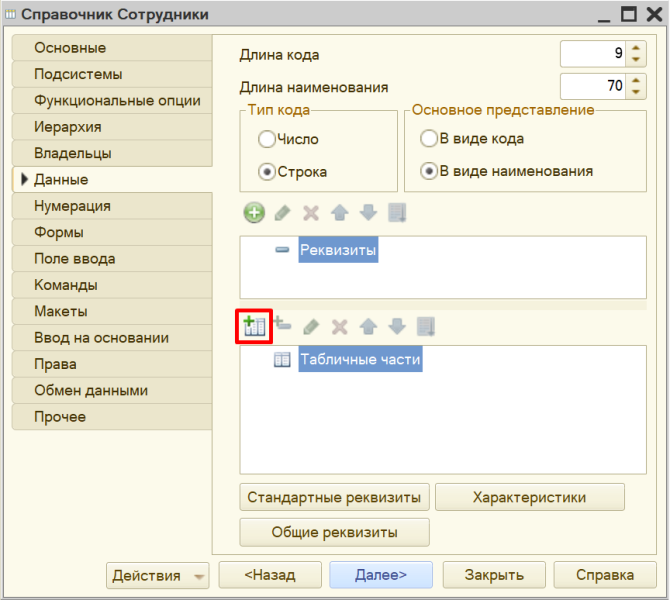 Справочник Сотрудники
Основные
Подсистемы
Функциональные опции
Иерархия
Владельцы
Данные
Нумерация
Формы
Поле ввода
Команды
Макеты
Ввод на основании
Права
Обмен данными
Прочее
Длина кода 9
Длина наименования 70
Тип кода
Число
Строка
Основное представление
В виде кода
В виде наименования
Реквизиты
Табличные части
Стандартные реквизиты Характеристики
Общие реквизиты
Действия <Назад Далее> Закрыть Справка